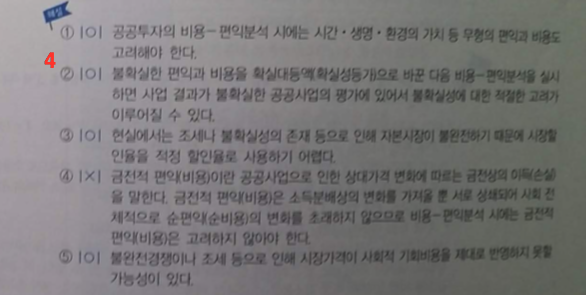 해설
① |O| 공공투자의 비용-편익분석 시에는 시간·생명·환경의 가치 등 무형의 편익과 비용도
고려해야 한다.
4
② |O| 불확실한 편익과 비용을 확실대등액(확실성등가)으로 바꾼 다음 비용-편익분석을 실시
하면 사업 결과가 불확실한 공공사업의 평가에 있어서 불확실성에 대한 적절한 고려가
이루어질 수 있다.
③ |O| 현실에서는 조세나 불확실성의 존재 등으로 인해 자본시장이 불완전하기 때문에 시장할
인율을 적정 할인율로 사용하기 어렵다.
④ |×| 금전적 편익(비용)이란 공공사업으로 인한 상대가격 변화에 따르는 금전상의 이득(손실)
을 말한다. 금전적 편익(비용)은 소득분배상의 변화를 가져올 뿐 서로 상쇄되어 사회 전
체적으로 순편익(순비용)의 변화를 초래하지 않으므로 비용-편익분석 시에는 금전적
편익(비용)은 고려하지 않아야 한다.
⑤ |O| 불완전경쟁이나 조세 등으로 인해 시장가격이 사회적 기회비용을 제대로 반영하지 못할
가능성이 있다.